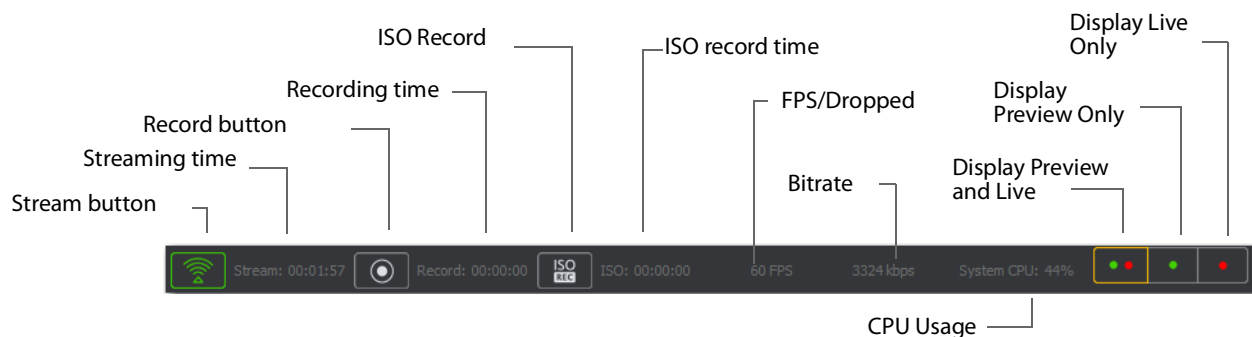 Display Live
Only
ISO Record
ISO record time
Recording time
FPS/Dropped
Display
Preview Only
Record button
Streaming time
Bitrate
Display Preview
and Live
Stream button
Stream: 00:01:57
Record: 00:00:00
ISO
REC
ISO: 00:00:00
60 FPS
3324 kbps
System CPU: 44%
CPU Usage